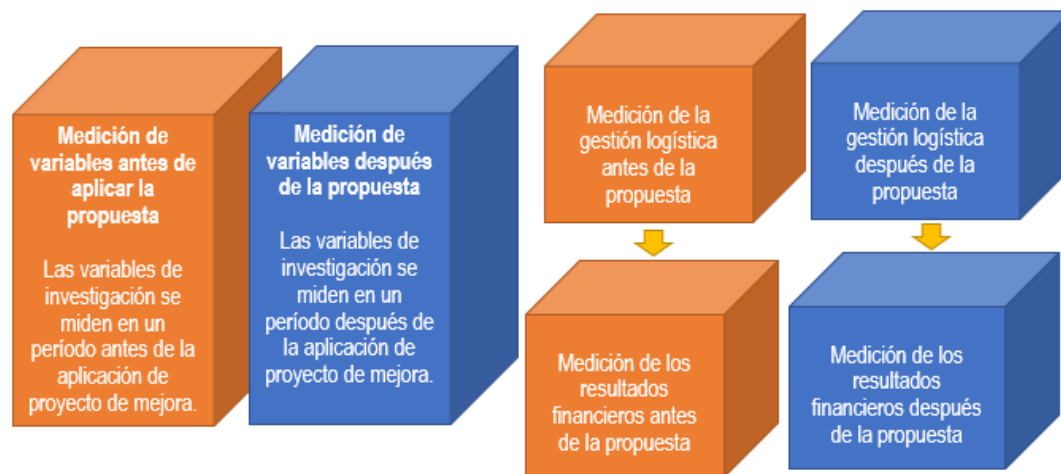 Medición de
variables antes de
aplicar la
propuesta
Las variables de
investigación se
miden en un
período antes de la
aplicación de
proyecto de mejora.
Medición de
variables después
de la propuesta
Las variables de
investigación se
miden en un
período después de
la aplicación de
proyecto de mejora.
Medición de la
gestión logística
antes de la
propuesta
Medición de la
gestión logística
después de la
propuesta
Medición de los
resultados
financieros antes
de la propuesta
Medición de los
resultados
financieros después
de la propuesta